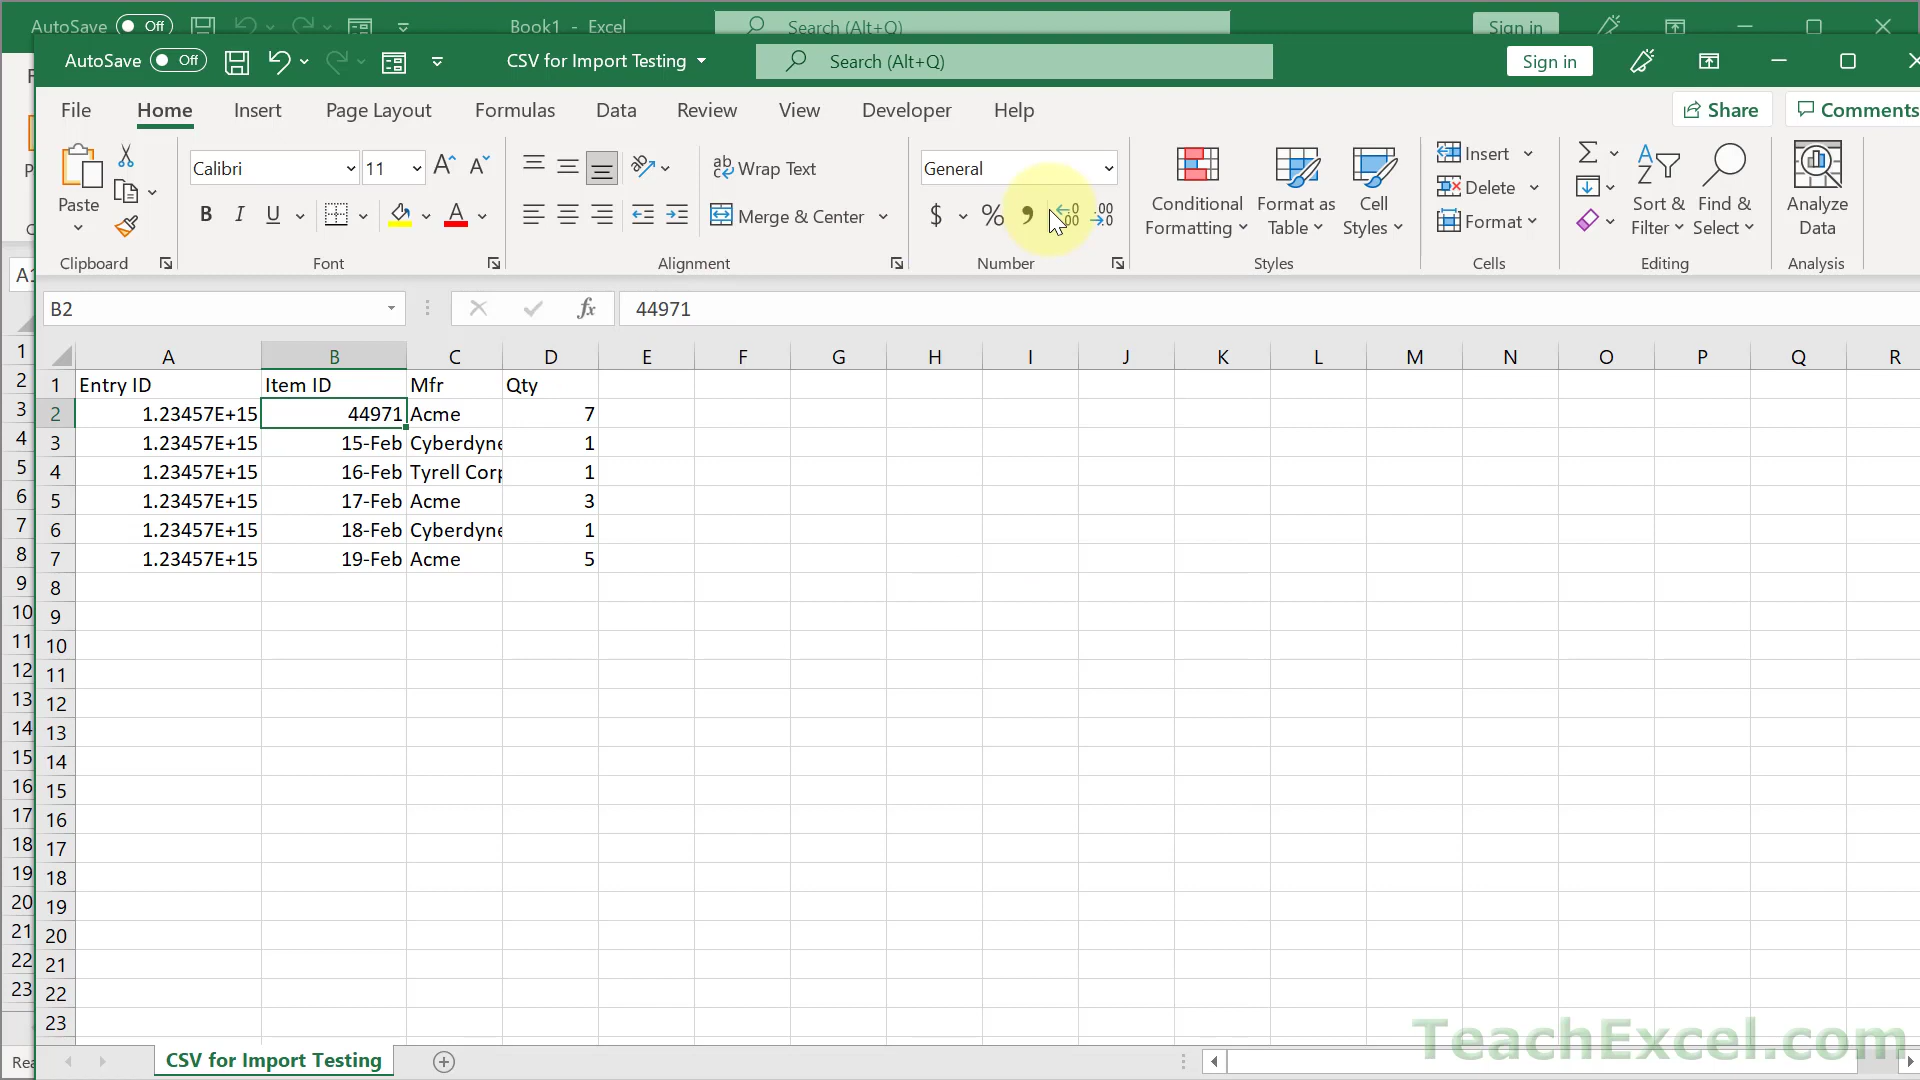 AutoSave Off Book1 - Excel Search (Alt+Q) Sign in
AutoSave Off CSV for Import Testing Search (Alt+Q) Sign in
File Home Insert Page Layout Formulas Data Review View Developer Help Share Comments
Paste Calibri 11 ab Wrap Text General Conditional Formatting Format as Table Cell Styles Insert Sort & Filter Find & Select Analyze Data
B I U A Merge & Center $ % Delete
Format
Clipboard Font Alignment Number Styles Cells Editing Analysis
B2 fx 44971
A B C D E F G H I J K L M N O P Q R
1 Entry ID Item ID Mfr Qty
2 1.23457E+15 44971 Acme 7
3 1.23457E+15 15-Feb Cyberdyne 1
4 1.23457E+15 16-Feb Tyrell Corp 1
5 1.23457E+15 17-Feb Acme 3
6 1.23457E+15 18-Feb Cyberdyne 1
7 1.23457E+15 19-Feb Acme 5
8
9
10
11
12
13
14
15
16
17
18
19
20
21
22
23
CSV for Import Testing
TeachExcel.com